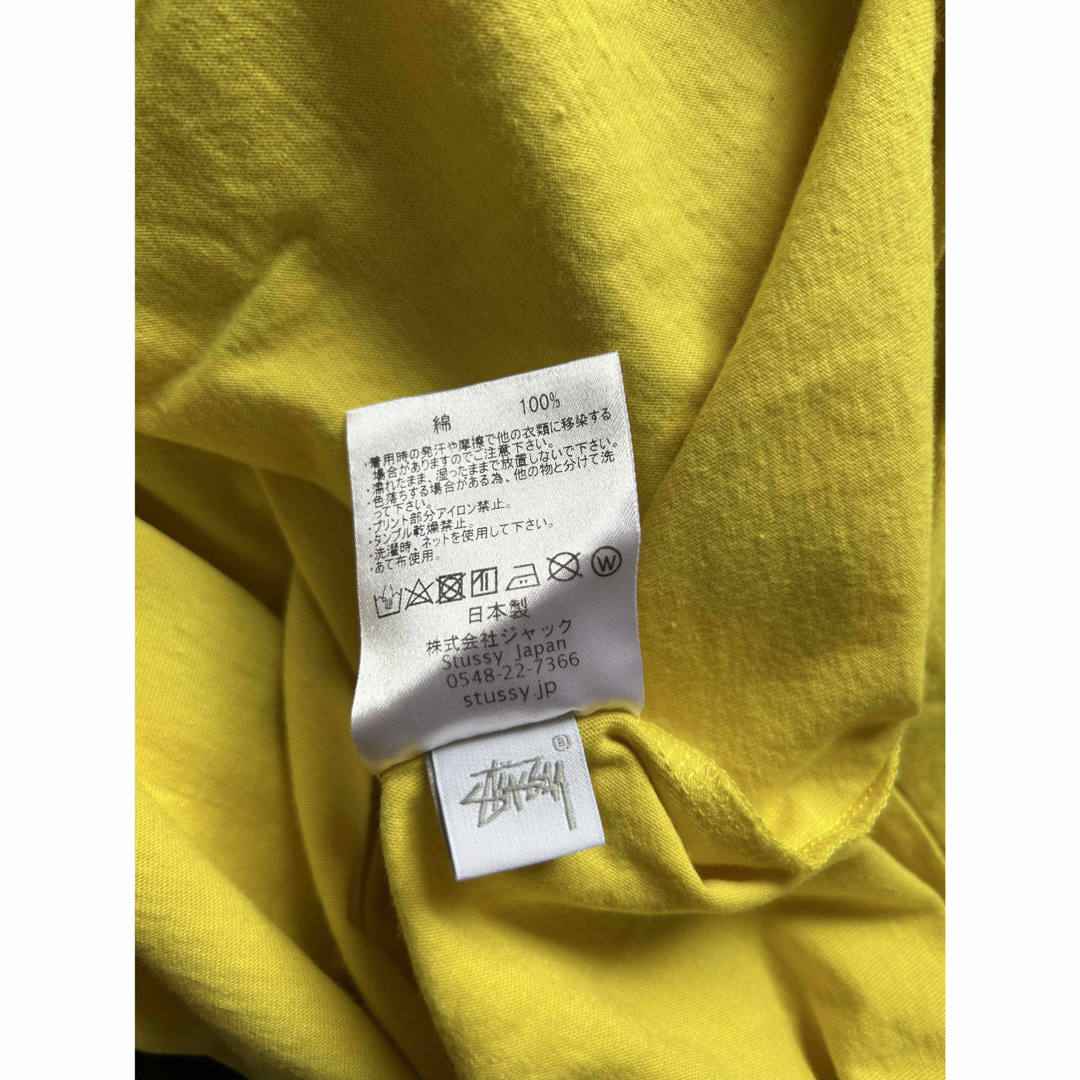 綿 100%
・着用時の発汗や摩擦で他の衣類に移染する
場合がありますのでご注意下さい。
・濡れたまま、湿ったままで放置しないで下さい。
・色落ちする場合がある為、他の物と分けて洗
って下さい。
・プリント部分アイロン禁止。
・タンブル乾燥禁止。
・洗濯時、ネットを使用して下さい。
・あて布使用。
W
日本製
株式会社ジャック
Stussy Japan
0548-22-7366
stussy.jp
®
Stüssy